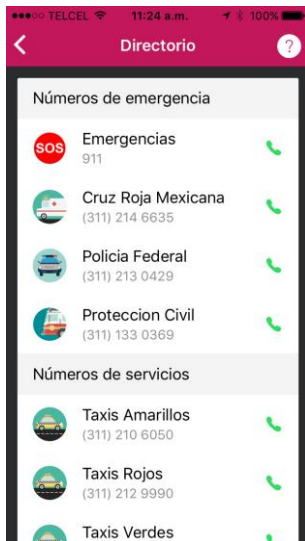 TELCEL 11:24 a.m. 100%
Directorio ?
Números de emergencia
SOS
Emergencias
911
Cruz Roja Mexicana
(311) 214 6635
Policia Federal
(311) 213 0429
Proteccion Civil
(311) 133 0369
Números de servicios
Taxis Amarillos
(311) 210 6050
Taxis Rojos
(311) 212 9990
Taxis Verdes